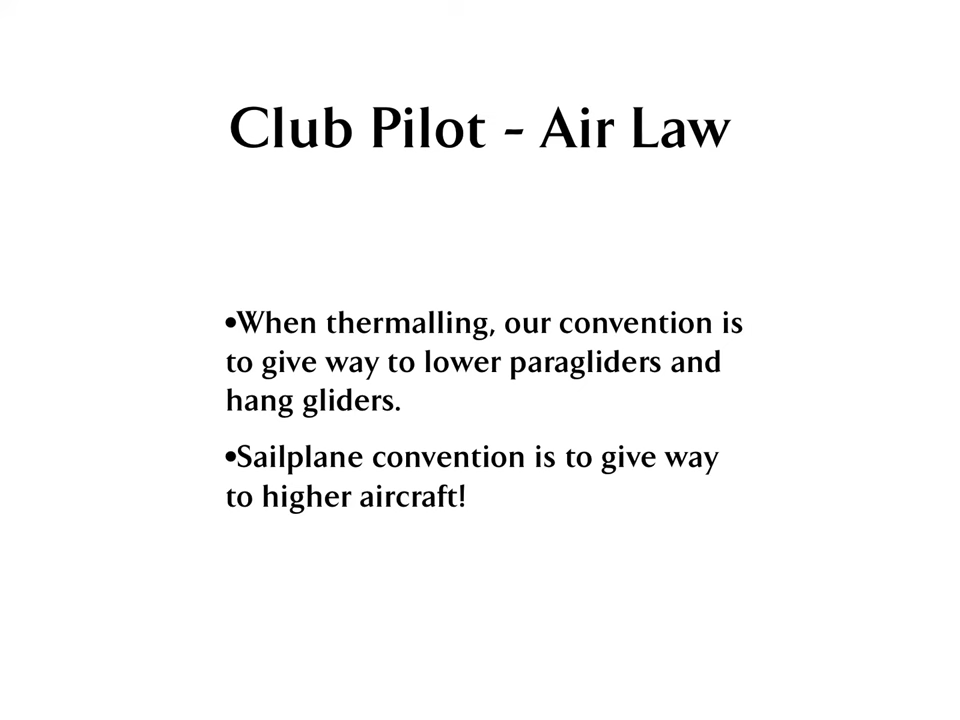 Club Pilot - Air Law
•When thermalling, our convention is
to give way to lower paragliders and
hang gliders.
•Sailplane convention is to give way
to higher aircraft!